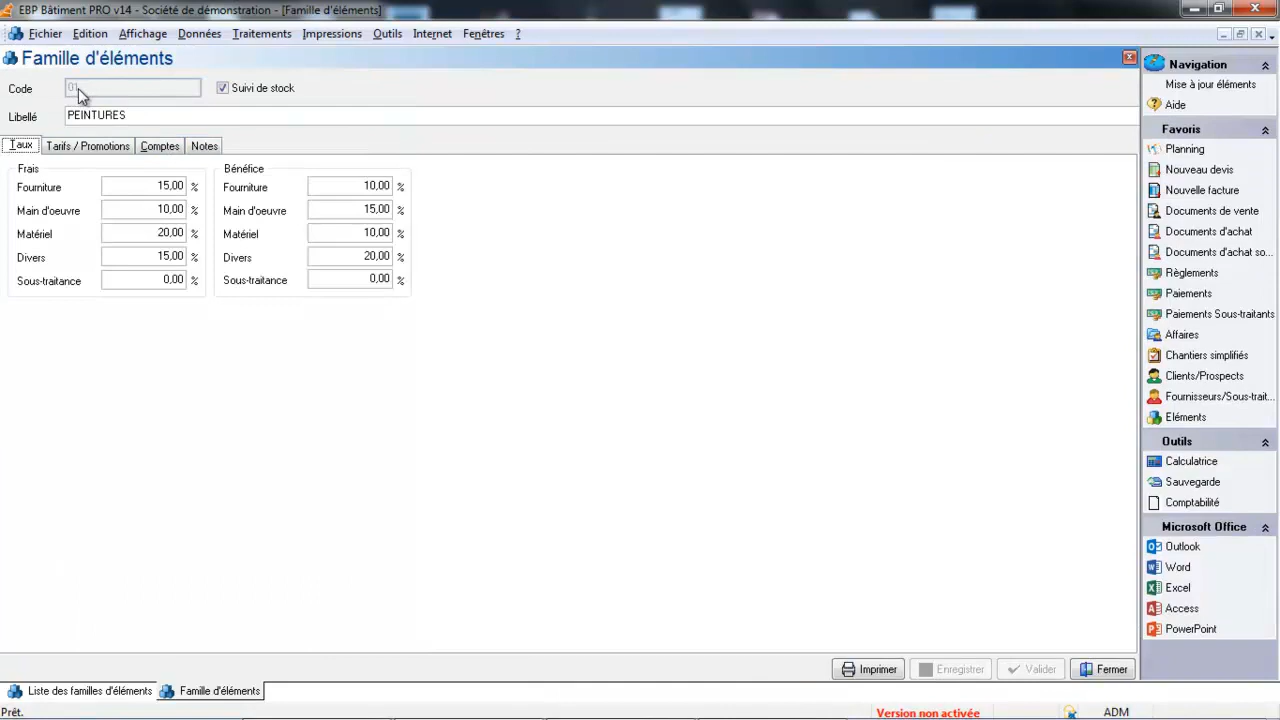 EBP Bâtiment PRO v14 - Société de démonstration - [Famille d'éléments]
Fichier Edition Affichage Données Traitements Impressions Outils Internet Fenêtres ?
Famille d'éléments
Code 01 Suivi de stock
Libellé PEINTURES
Taux Tarifs / Promotions Comptes Notes
Frais Bénéfice
Fourniture 15,00 % Fourniture 10,00 %
Main d'oeuvre 10,00 % Main d'oeuvre 15,00 %
Matériel 20,00 % Matériel 10,00 %
Divers 15,00 % Divers 20,00 %
Sous-traitance 0,00 % Sous-traitance 0,00 %
Imprimer Enregistrer Valider Fermer
Liste des familles d'éléments Famille d'éléments
Prêt. Version non activée ADM
Navigation
Mise à jour éléments
Aide
Favoris
Planning
Nouveau devis
Nouvelle facture
Documents de vente
Documents d'achat
Documents d'achat so...
Règlements
Paiements
Paiements Sous-traitants
Affaires
Chantiers simplifiés
Clients/Prospects
Fournisseurs/Sous-trait...
Eléments
Outils
Calculatrice
Sauvegarde
Comptabilité
Microsoft Office
Outlook
Word
Excel
Access
PowerPoint